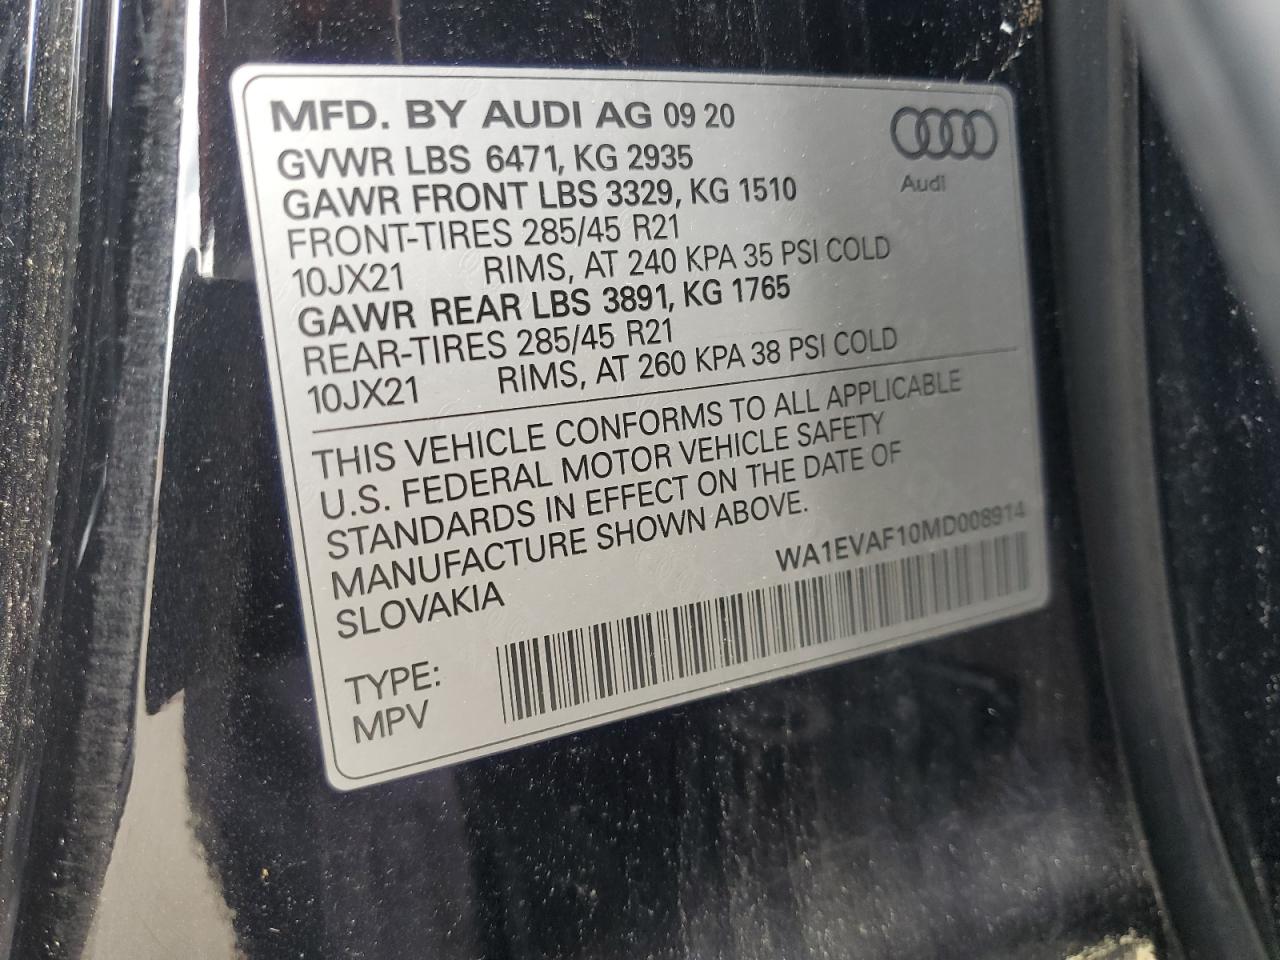 MFD. BY AUDI AG 09 20
Audi
GVWR LBS 6471, KG 2935
GAWR FRONT LBS 3329, KG 1510
FRONT-TIRES 285/45 R21
10JX21 RIMS, AT 240 KPA 35 PSI COLD
GAWR REAR LBS 3891, KG 1765
REAR-TIRES 285/45 R21
10JX21 RIMS, AT 260 KPA 38 PSI COLD
THIS VEHICLE CONFORMS TO ALL APPLICABLE
U.S. FEDERAL MOTOR VEHICLE SAFETY
STANDARDS IN EFFECT ON THE DATE OF
MANUFACTURE SHOWN ABOVE.
SLOVAKIA
WA1EVAF10MD008914
TYPE:
MPV